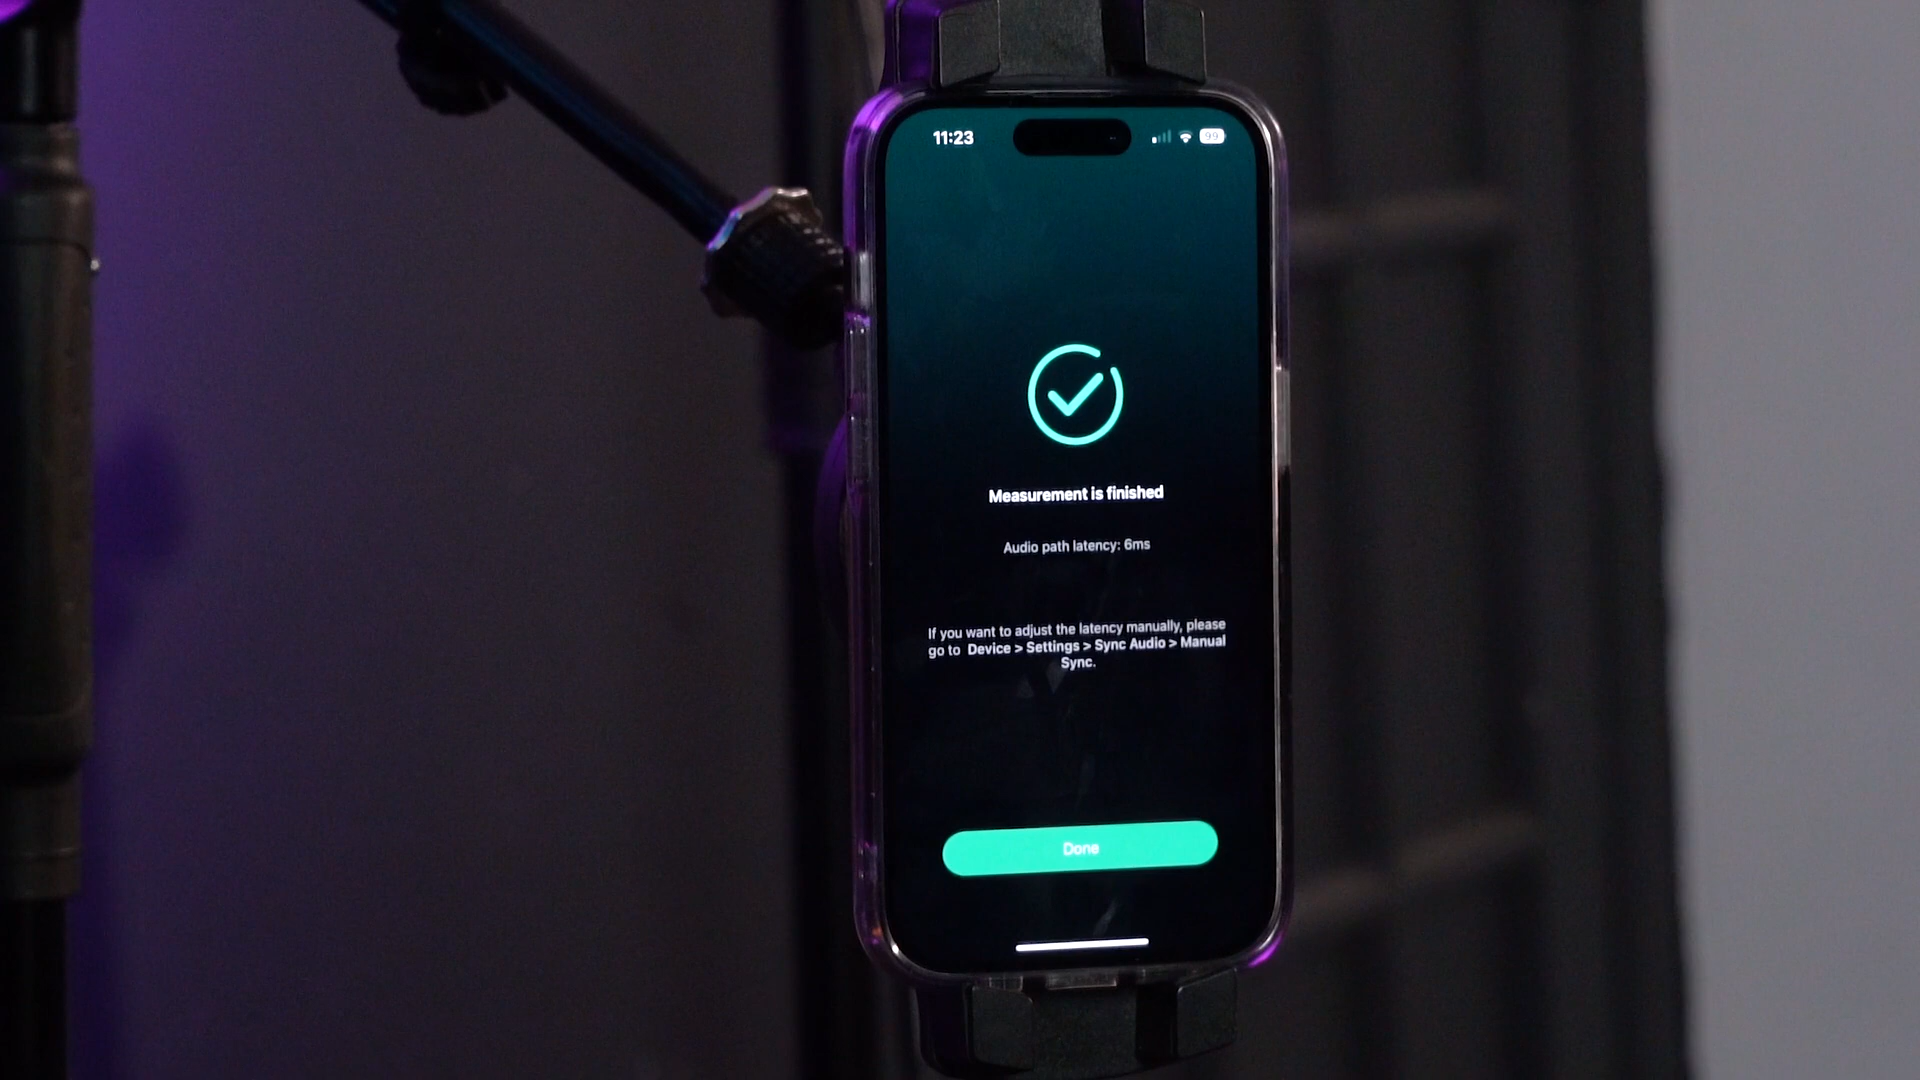 11:23
99
Measurement is finished
Audio path latency: 6ms
If you want to adjust the latency manually, please
go to Device > Settings > Sync Audio > Manual
Sync.
Done